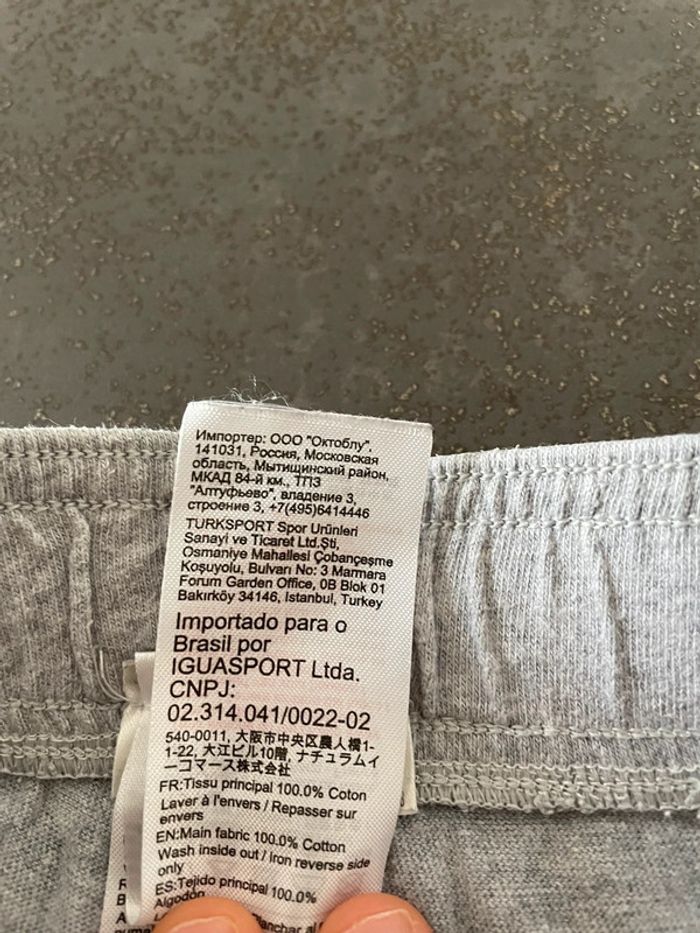 Импортер: ООО "Октоблу",
141031, Россия, Московская
область, Мытищинский район,
МКАД 84-й км., ТПЗ
"Алтуфьево", владение 3,
строение 3, +7(495)6414446
TURKSPORT Spor Urünleri
Sanayi ve Ticaret Ltd,Şti,
Osmaniye Mahallesi Çobançeşme
Koşuyolu, Bulvarı No: 3 Marmara
Forum Garden Office, 0B Blok 01
Bakırköy 34146, Istanbul, Turkey
Importado para o
Brasil por
IGUASPORT Ltda.
CNPJ:
02.314.041/0022-02
540-0011, 大阪市中央区農人橋1-
1-22, 大江ビル10階, ナチュラムイ
ーコマース株式会社
FR:Tissu principal 100.0% Coton
Laver à l'envers / Repasser sur
envers
EN:Main fabric 100.0% Cotton
Wash inside out / Iron reverse side
only
ES:Tejido principal 100.0%
Algodón